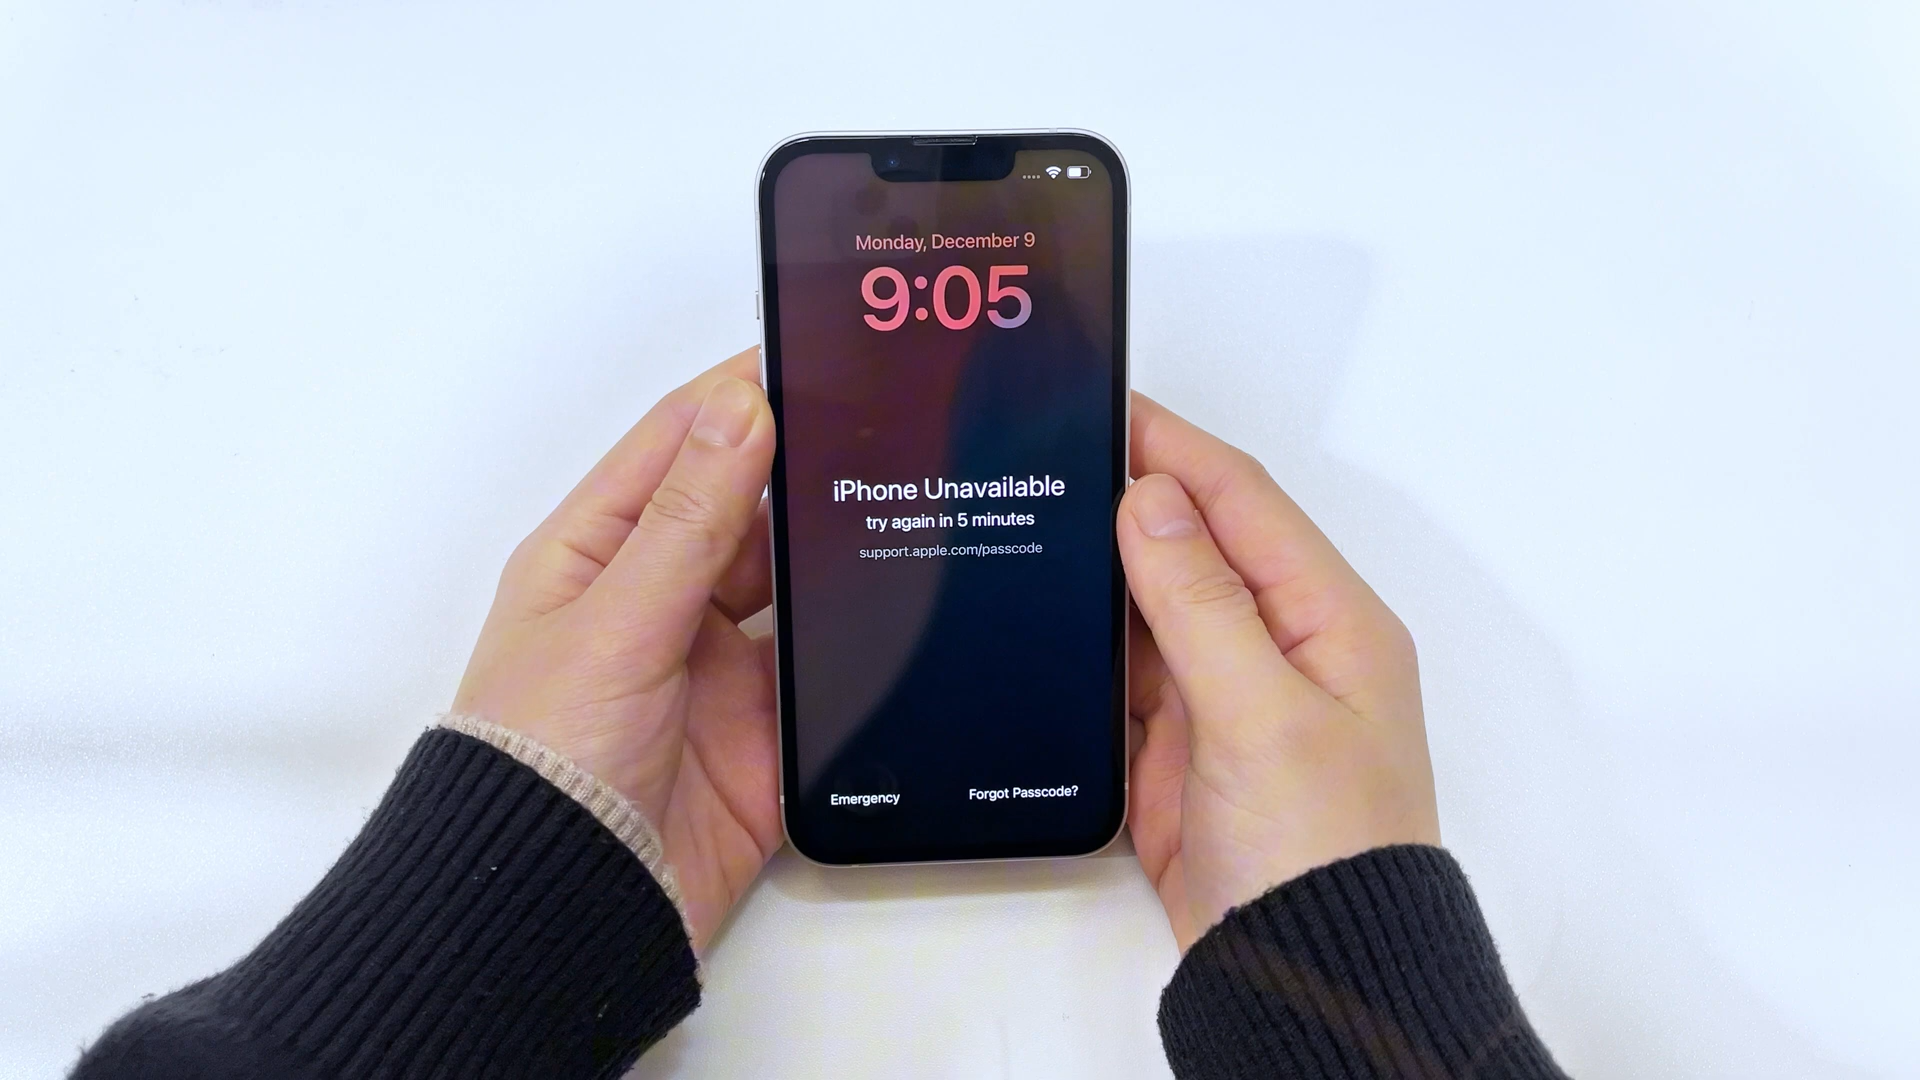 Monday, December 9
9:05
iPhone Unavailable
try again in 5 minutes
support.apple.com/passcode
Emergency
Forgot Passcode?